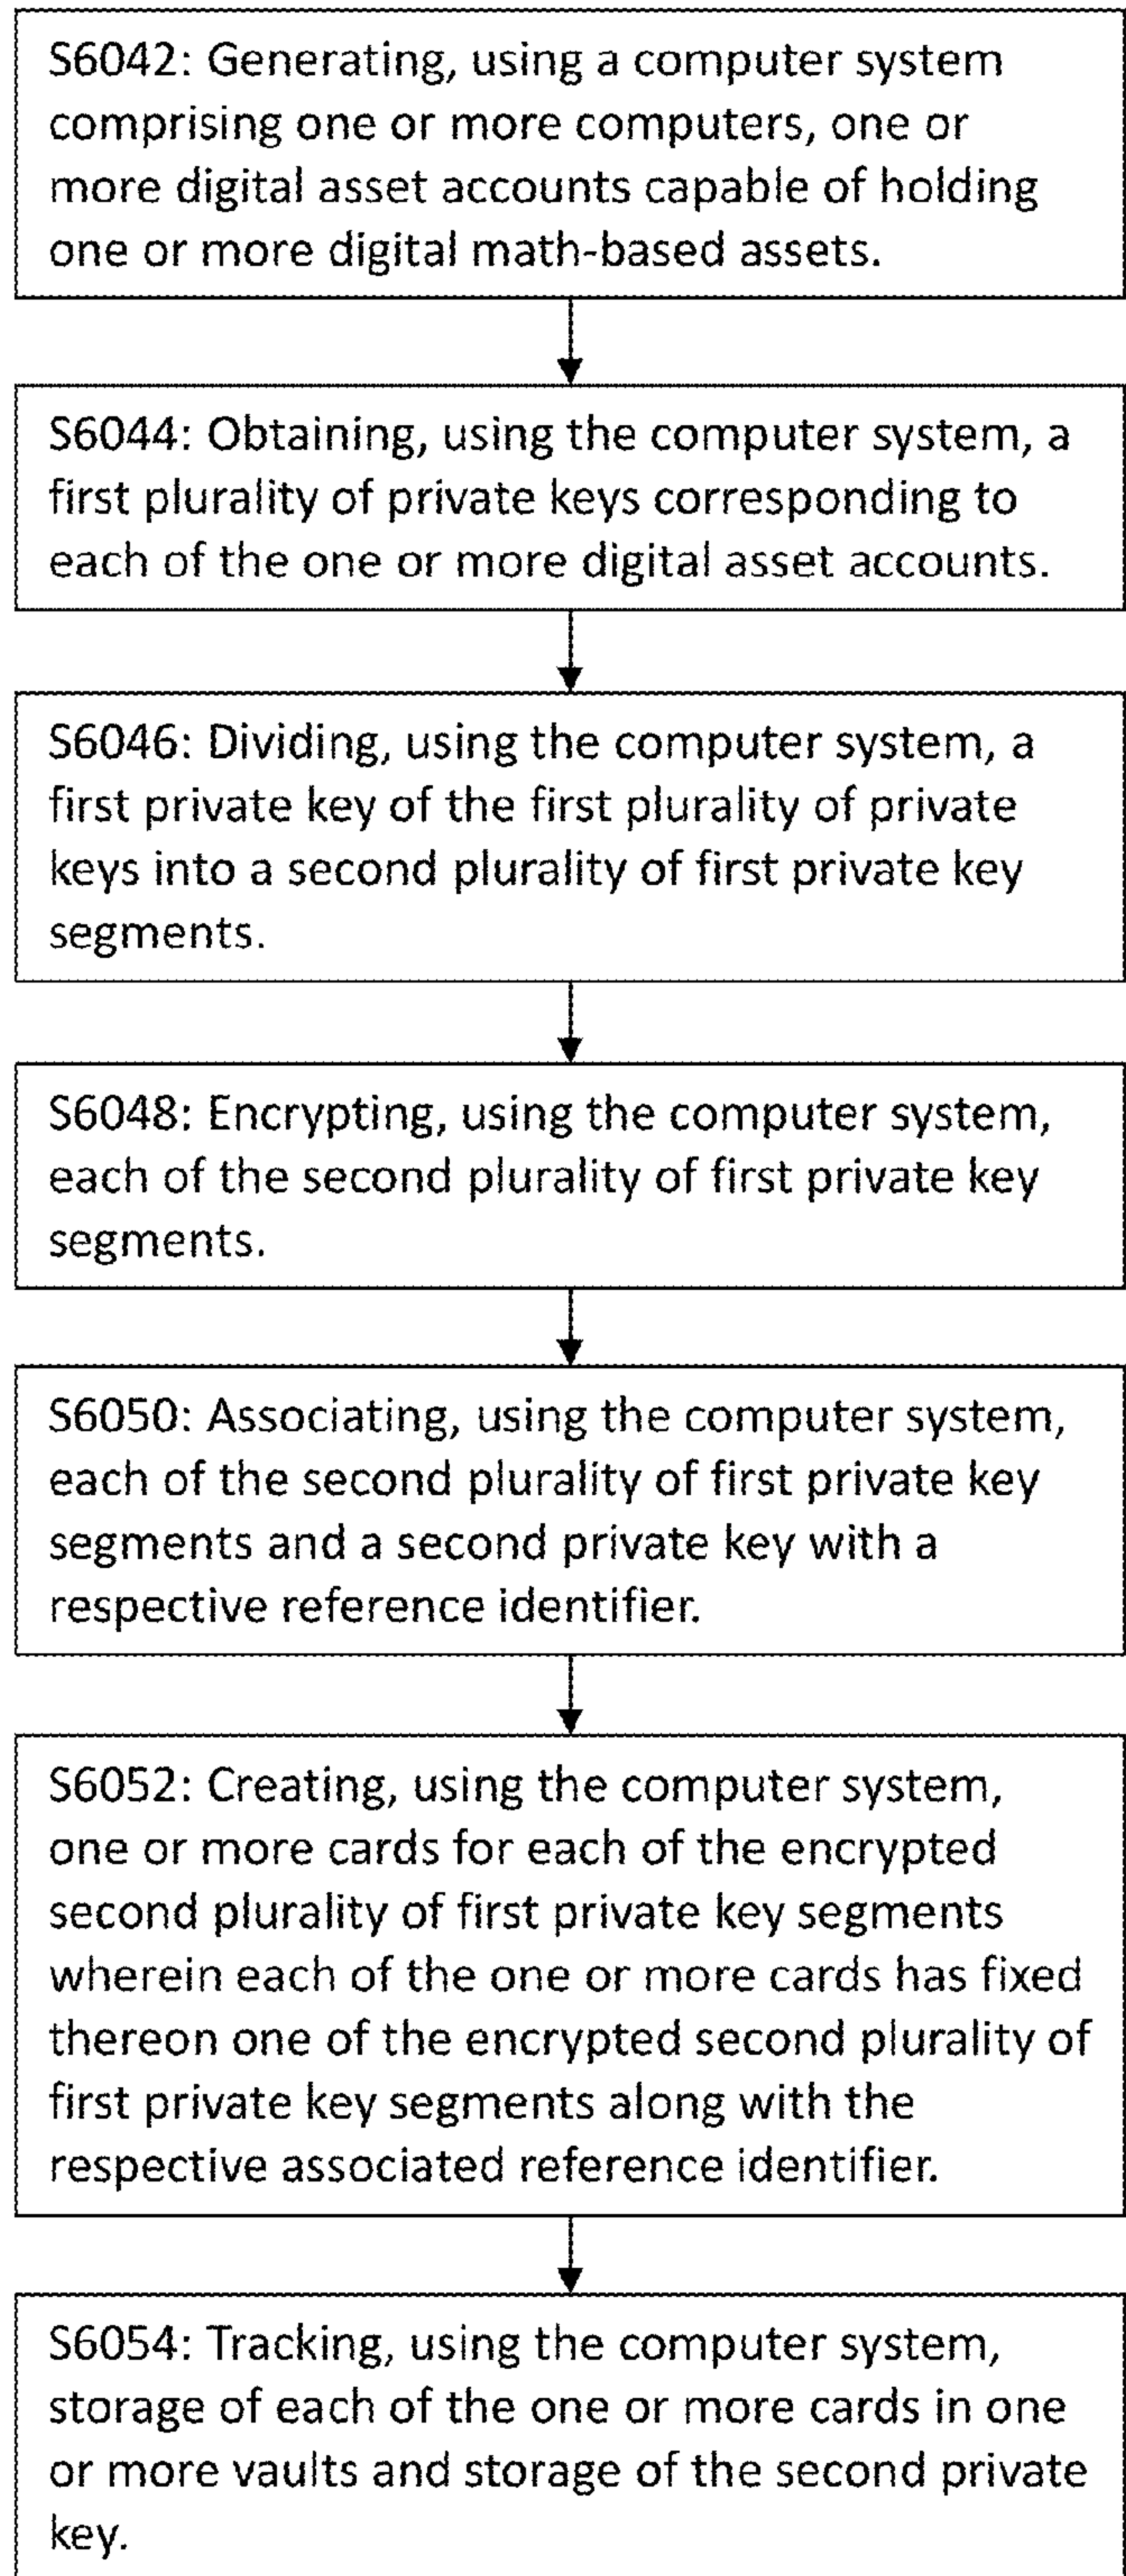 S6042: Generating, using a computer system
comprising one or more computers, one or
more digital asset accounts capable of holding
one or more digital math-based assets.
S6044: Obtaining, using the computer system, a
first plurality of private keys corresponding to
each of the one or more digital asset accounts.
S6046: Dividing, using the computer system, a
first private key of the first plurality of private
keys into a second plurality of first private key
segments.
S6048: Encrypting, using the computer system,
each of the second plurality of first private key
segments.
S6050: Associating, using the computer system,
each of the second plurality of first private key
segments and a second private key with a
respective reference identifier.
S6052: Creating, using the computer system,
one or more cards for each of the encrypted
second plurality of first private key segments
wherein each of the one or more cards has fixed
thereon one of the encrypted second plurality of
first private key segments along with the
respective associated reference identifier.
S6054: Tracking, using the computer system,
storage of each of the one or more cards in one
or more vaults and storage of the second private
key.